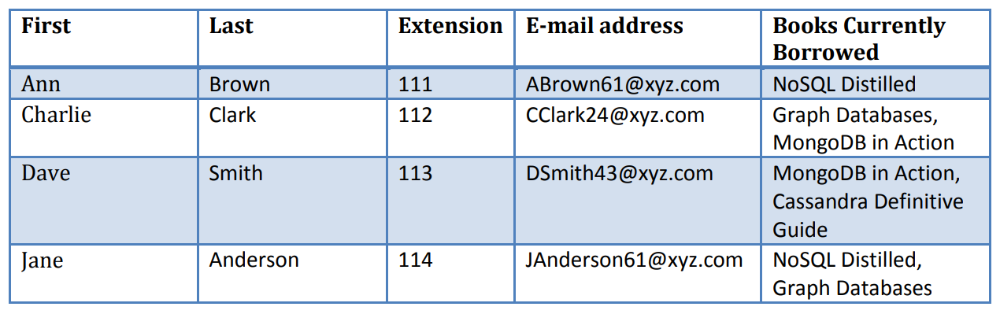 First Last Extension E-mail address Books Currently
Borrowed
Ann Brown 111 ABrown61@xyz.com NoSQL Distilled
Charlie Clark 112 CClark24@xyz.com Graph Databases,
MongoDB in Action
Dave Smith 113 DSmith43@xyz.com MongoDB in Action,
Cassandra Definitive
Guide
Jane Anderson 114 JAnderson61@xyz.com NoSQL Distilled,
Graph Databases